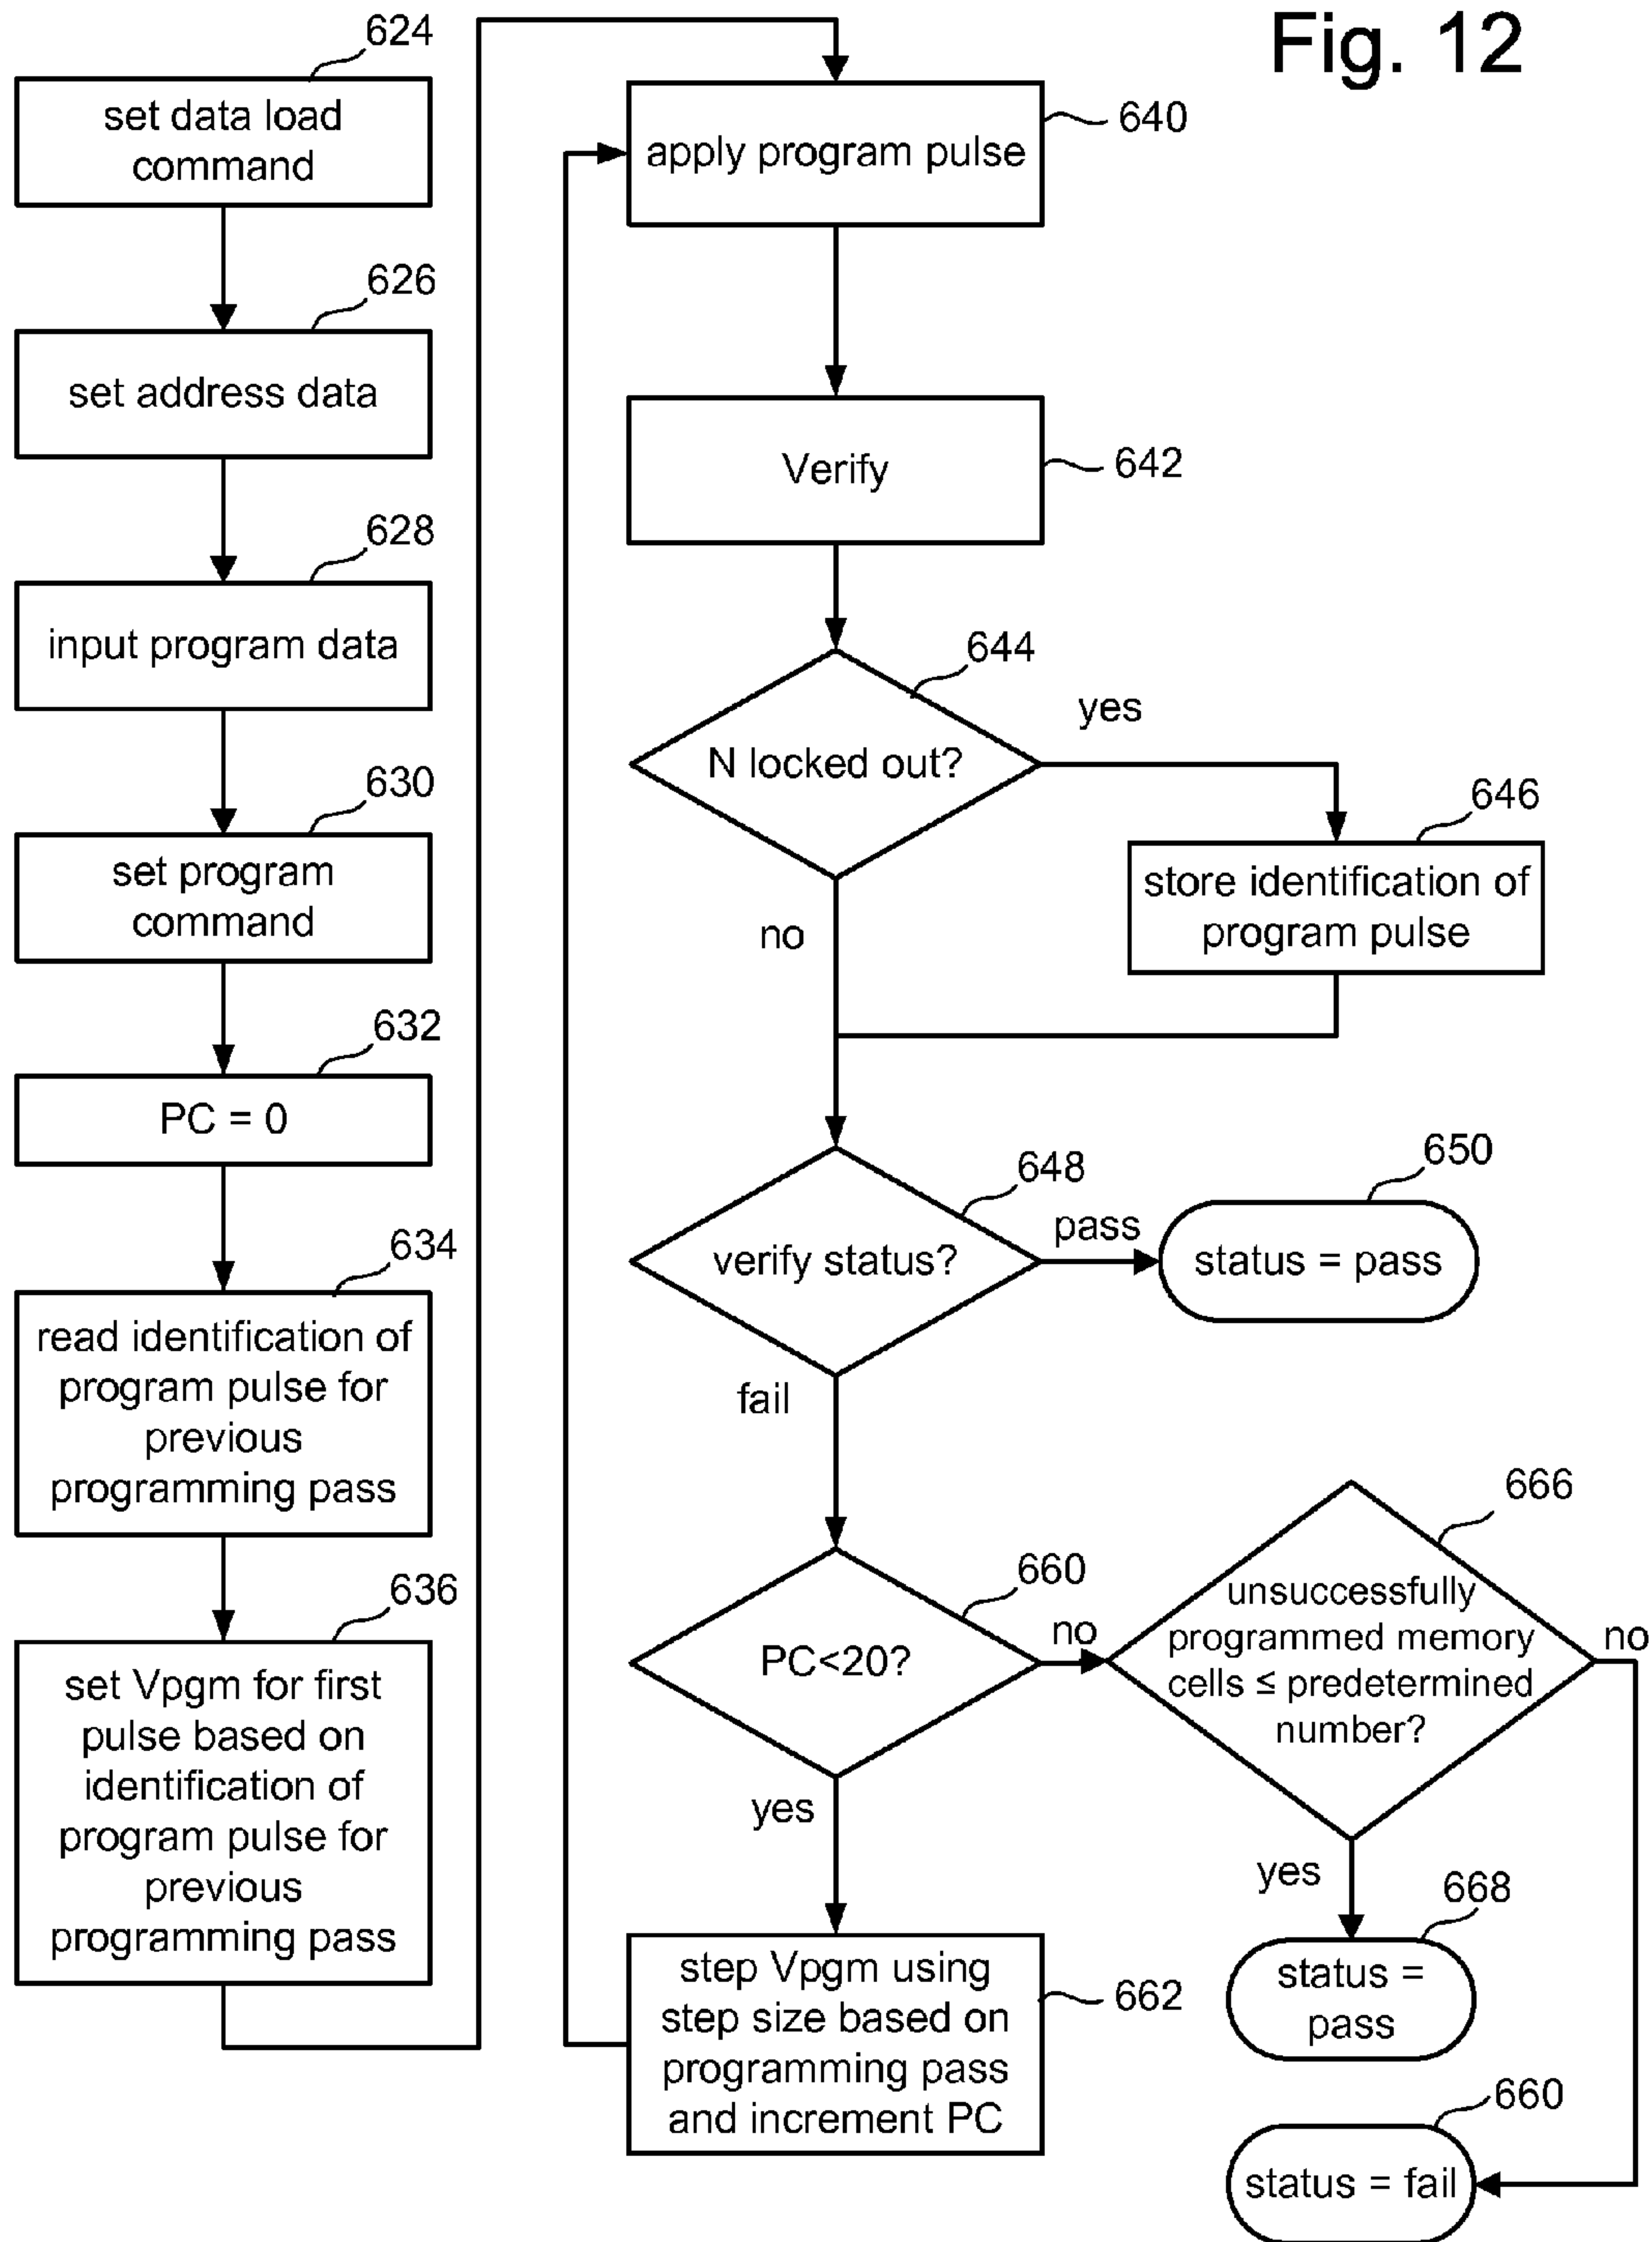 Fig. 12
624
set data load
command
626
set address data
628
input program data
630
set program
command
632
PC = 0
634
read identification of
program pulse for
previous
programming pass
636
set Vpgm for first
pulse based on
identification of
program pulse for
previous
programming pass
640
apply program pulse
642
Verify
644
N locked out?
yes
no
646
store identification of
program pulse
648
verify status?
pass
650
status = pass
fail
660
PC<20?
no
yes
666
unsuccessfully
programmed memory
cells ≤ predetermined
number?
no
yes
662
step Vpgm using
step size based on
programming pass
and increment PC
668
status =
pass
660
status = fail